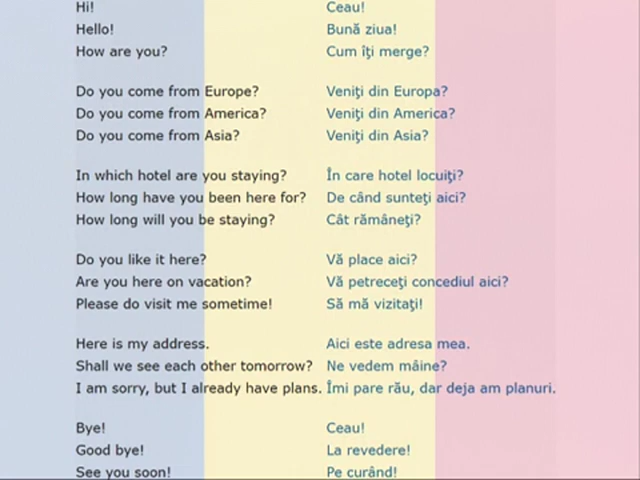 Hi! Ceau!
Hello! Bună ziua!
How are you? Cum îţi merge?
Do you come from Europe? Veniţi din Europa?
Do you come from America? Veniţi din America?
Do you come from Asia? Veniţi din Asia?
In which hotel are you staying? În care hotel locuiţi?
How long have you been here for? De când sunteţi aici?
How long will you be staying? Cât rămâneţi?
Do you like it here? Vă place aici?
Are you here on vacation? Vă petreceţi concediul aici?
Please do visit me sometime! Să mă vizitaţi!
Here is my address. Aici este adresa mea.
Shall we see each other tomorrow? Ne vedem mâine?
I am sorry, but I already have plans. Îmi pare rău, dar deja am planuri.
Bye! Ceau!
Good bye! La revedere!
See you soon! Pe curând!